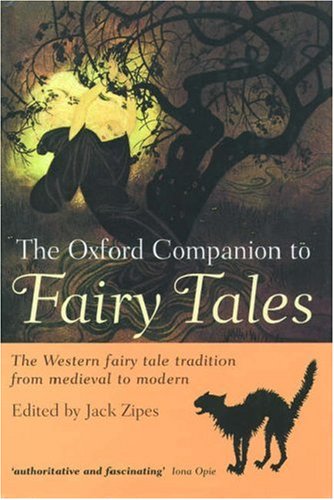 The Oxford Companion to
Fairy Tales
The Western fairy tale tradition
from medieval to modern
Edited by Jack Zipes
'authoritative and fascinating' Iona Opie